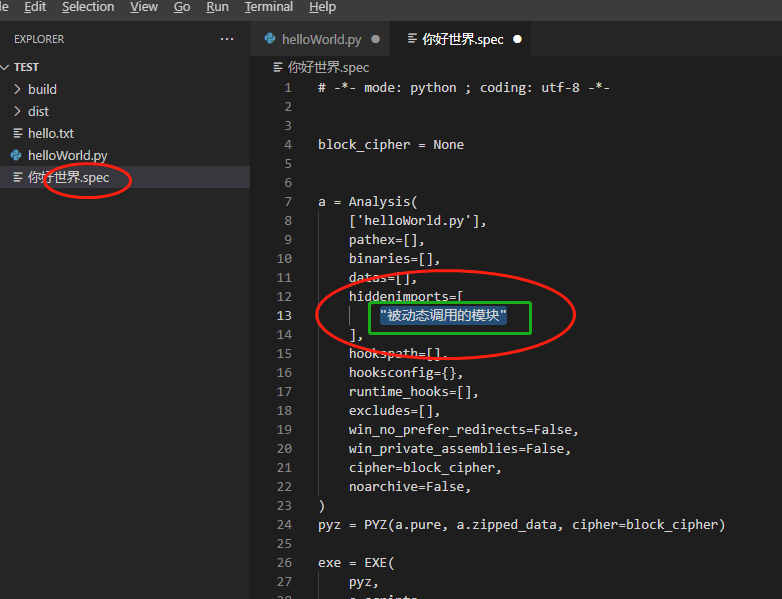 Edit Selection View Go Run Terminal Help
EXPLORER ···
TEST
build
dist
hello.txt
helloWorld.py
你好世界.spec
helloWorld.py
你好世界.spec
你好世界.spec
1 # -*- mode: python ; coding: utf-8 -*-
2
3
4 block_cipher = None
5
6
7 a = Analysis(
8 ['helloWorld.py'],
9 pathex=[],
10 binaries=[],
11 datas=[],
12 hiddenimports=[
13 "被动态调用的模块"
14 ],
15 hookspath=[],
16 hooksconfig={},
17 runtime_hooks=[],
18 excludes=[],
19 win_no_prefer_redirects=False,
20 win_private_assemblies=False,
21 cipher=block_cipher,
22 noarchive=False,
23 )
24 pyz = PYZ(a.pure, a.zipped_data, cipher=block_cipher)
25
26 exe = EXE(
27 pyz,